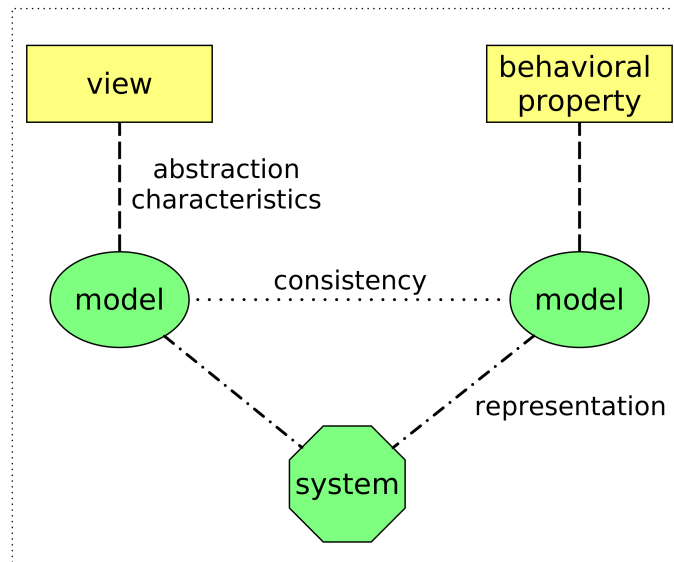 view
behavioral
property
abstraction
characteristics
consistency
model
model
representation
system